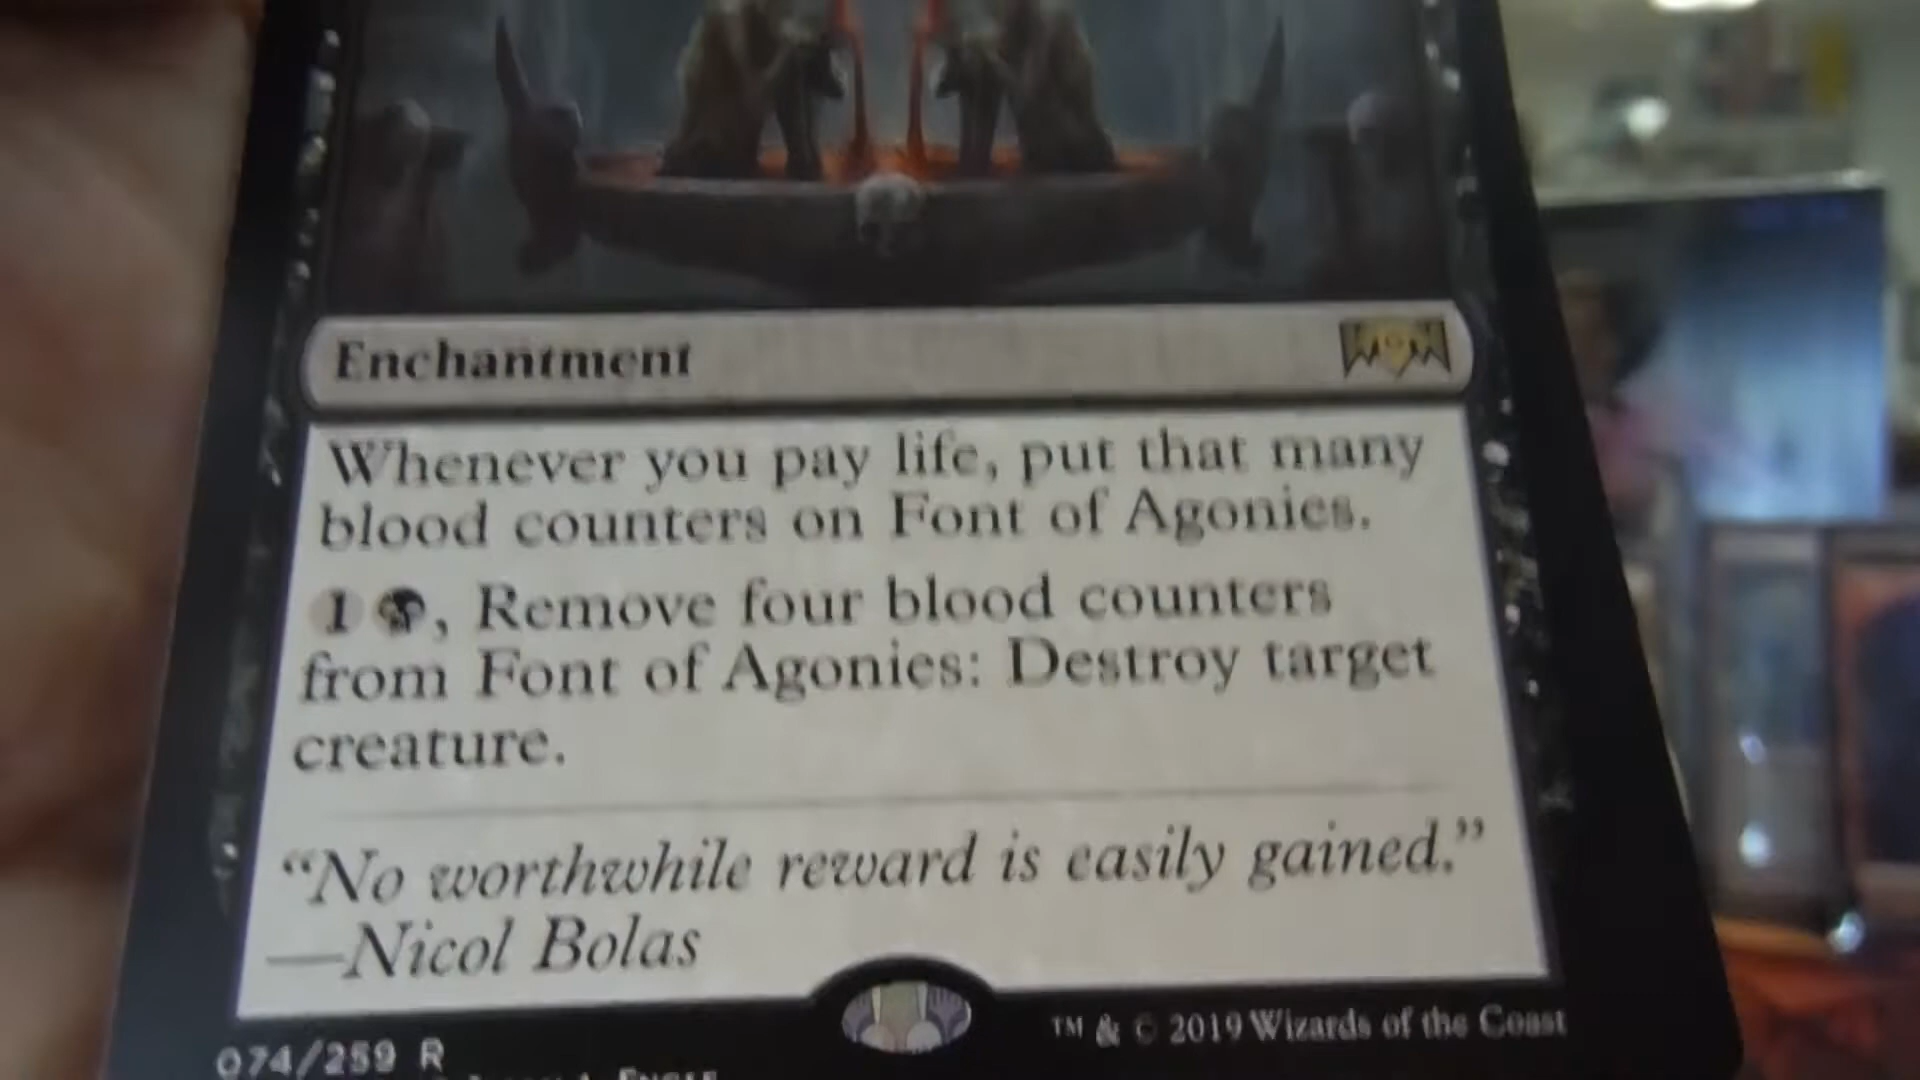 Enchantment
Whenever you pay life, put that many
blood counters on Font of Agonies.
1, Remove four blood counters
from Font of Agonies: Destroy target
creature.
“No worthwhile reward is easily gained.”
—Nicol Bolas
074/259 R
™ & © 2019 Wizards of the Coast